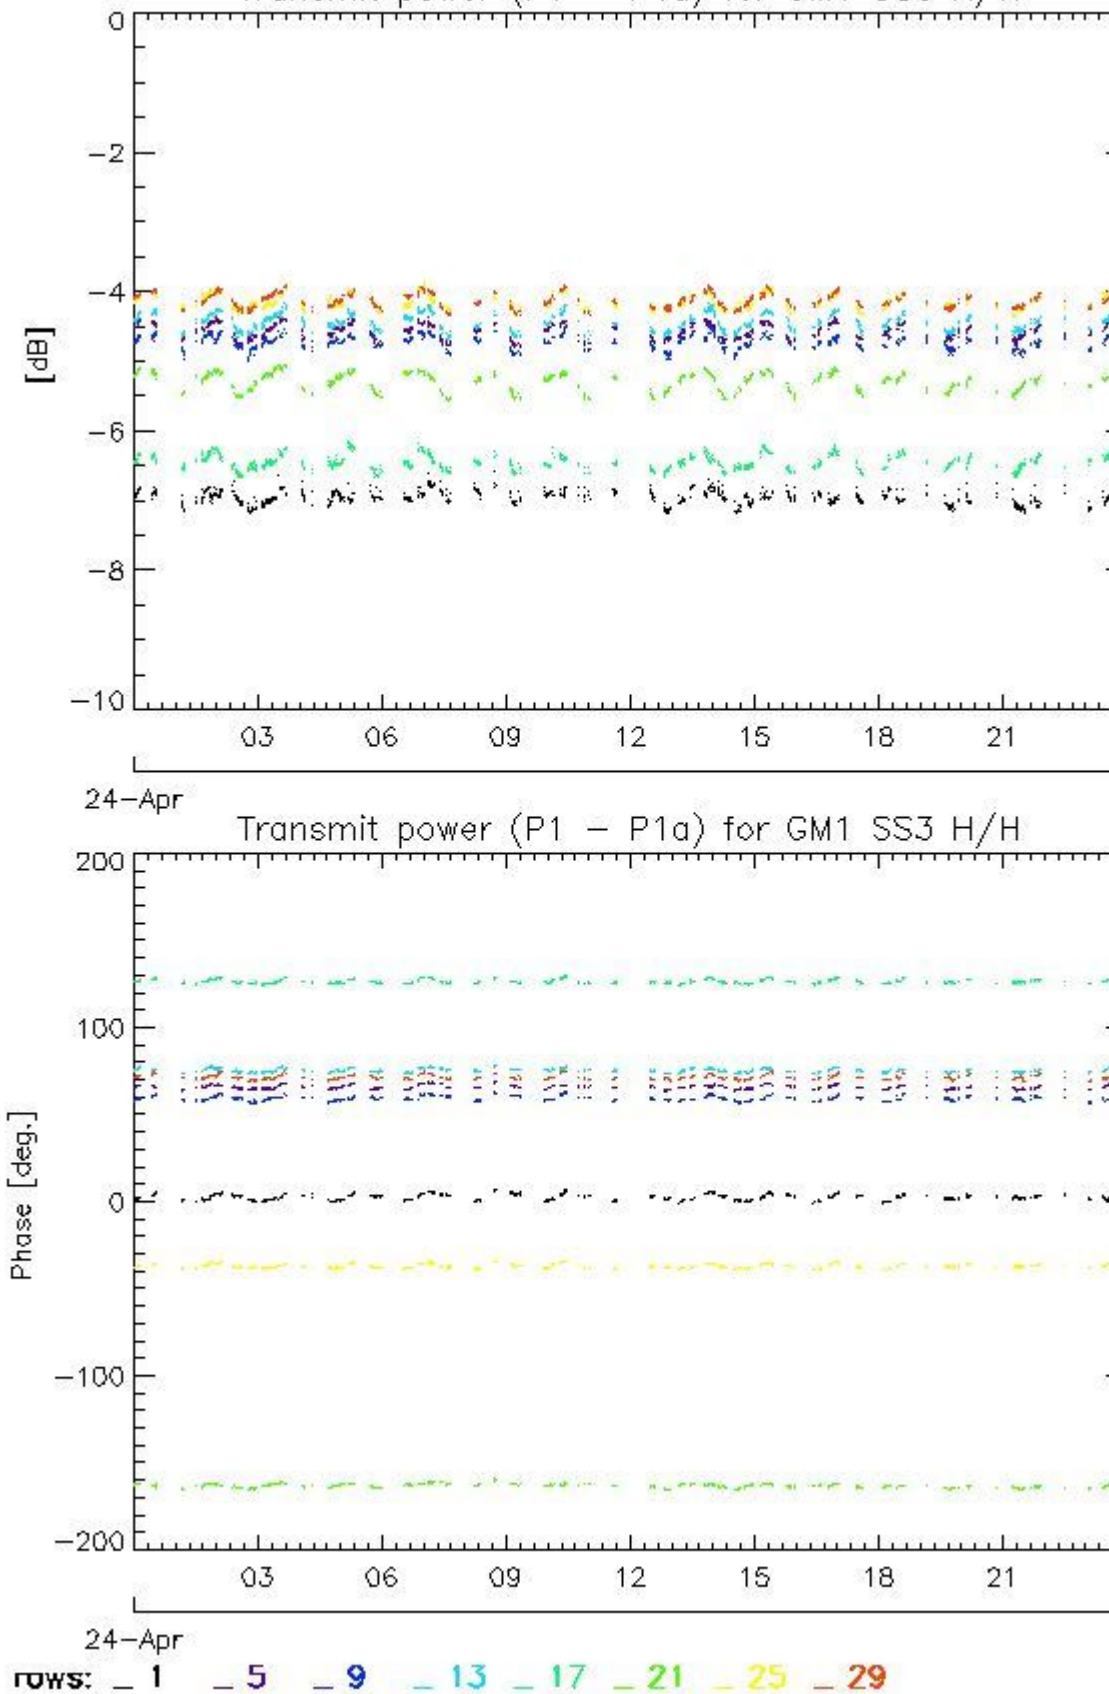 0
−2
−4
[dB]
−6
−8
−10
03 06 09 12 15 18 21
24−Apr
Transmit power (P1 − P1a) for GM1 SS3 H/H
200
100
0
Phase [deg.]
−100
−200
03 06 09 12 15 18 21
24−Apr
rows: _ 1 _ 5 _ 9 _ 13 _ 17 _ 21 _ 25 _ 29